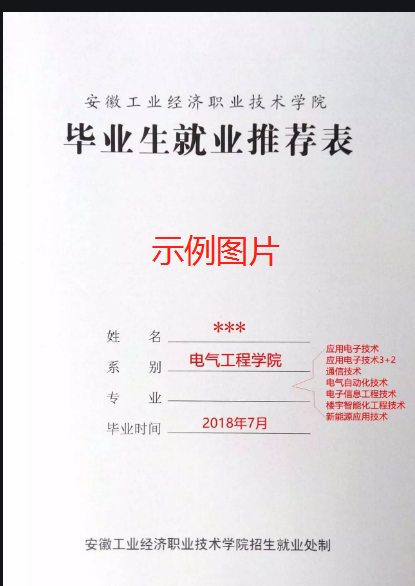 安徽工业经济职业技术学院
毕业生就业推荐表
示例图片
姓 名 ***
系 别 电气工程学院
专 业
应用电子技术
应用电子技术3+2
通信技术
电气自动化技术
电子信息工程技术
楼宇智能化工程技术
新能源应用技术
毕业时间 2018年7月
安徽工业经济职业技术学院招生就业处制